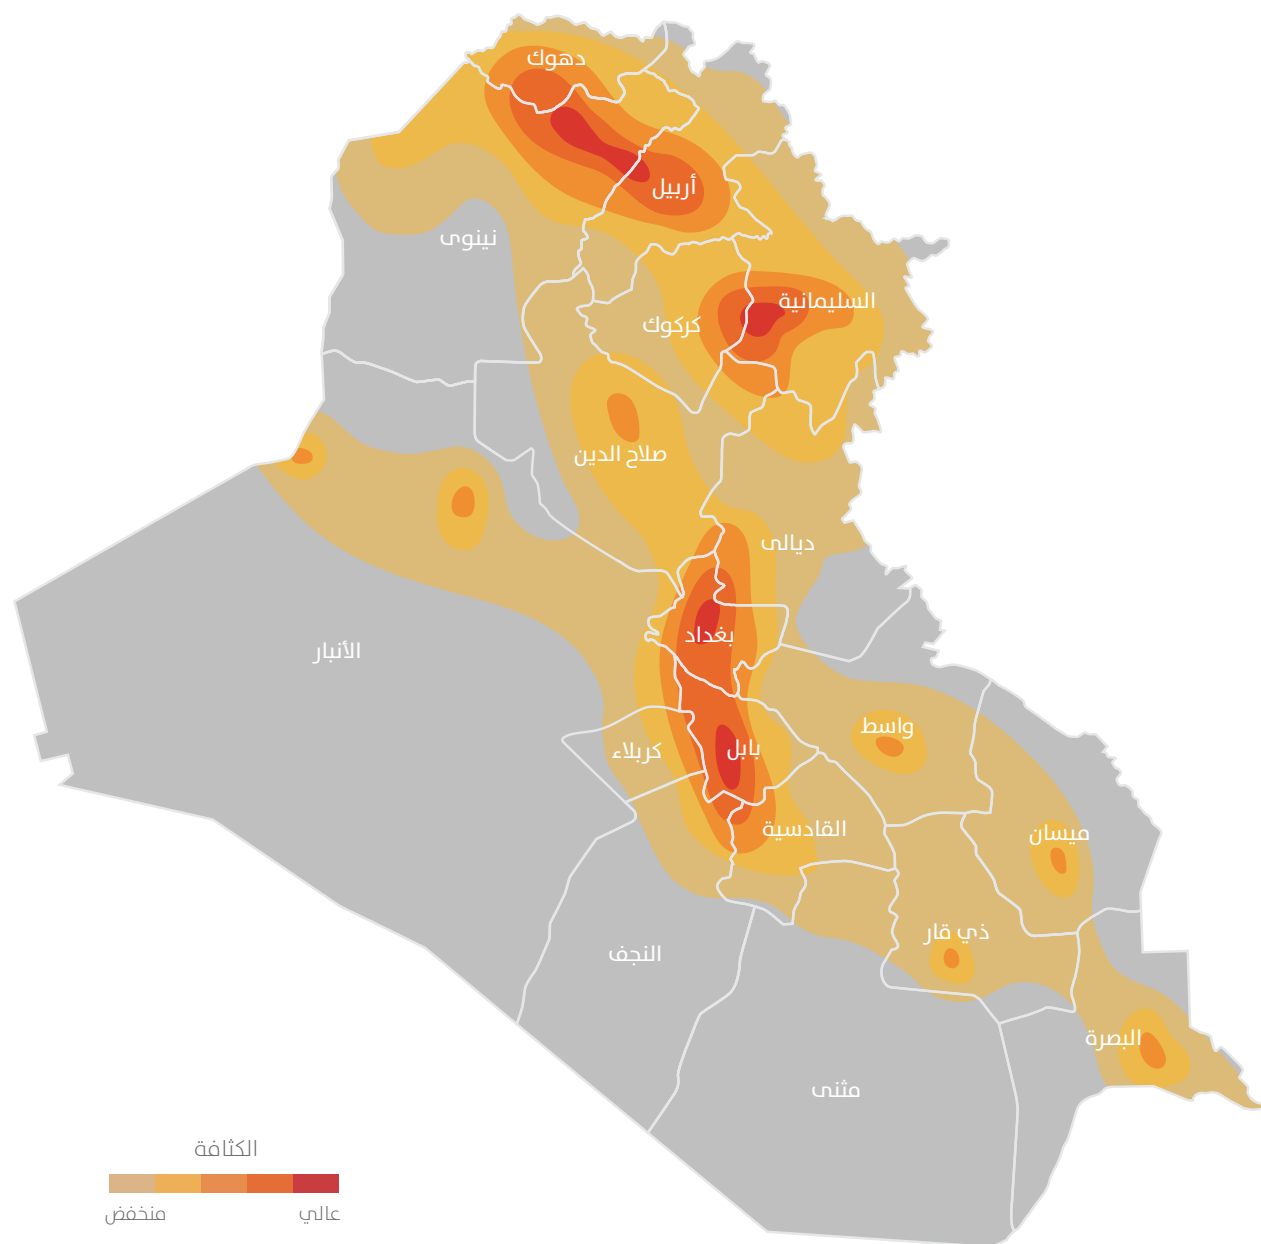 دهوك
أربيل
نينوى
السليمانية
كركوك
صلاح الدين
ديالى
بغداد
الأنبار
واسط
بابل
كربلاء
القادسية
ميسان
ذي قار
النجف
البصرة
مثنى
الكثافة
عالي
منخفض